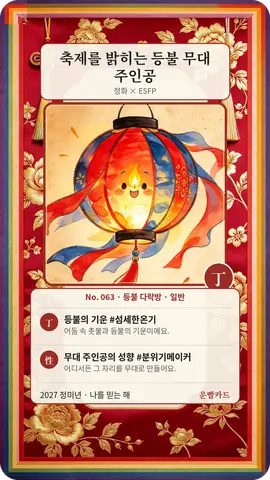 축제를 밝히는 등불 무대
주인공
정화 × ESFP
丁
No. 063 · 등불 다락방 · 일반
丁
등불의 기운 #섬세한온기
어둠 속 촛불과 등불의 기운이에요.
性
무대 주인공의 성향 #분위기메이커
어디서든 그 자리를 무대로 만들어요.
2027 정미년 · 나를 믿는 해
운빨카드